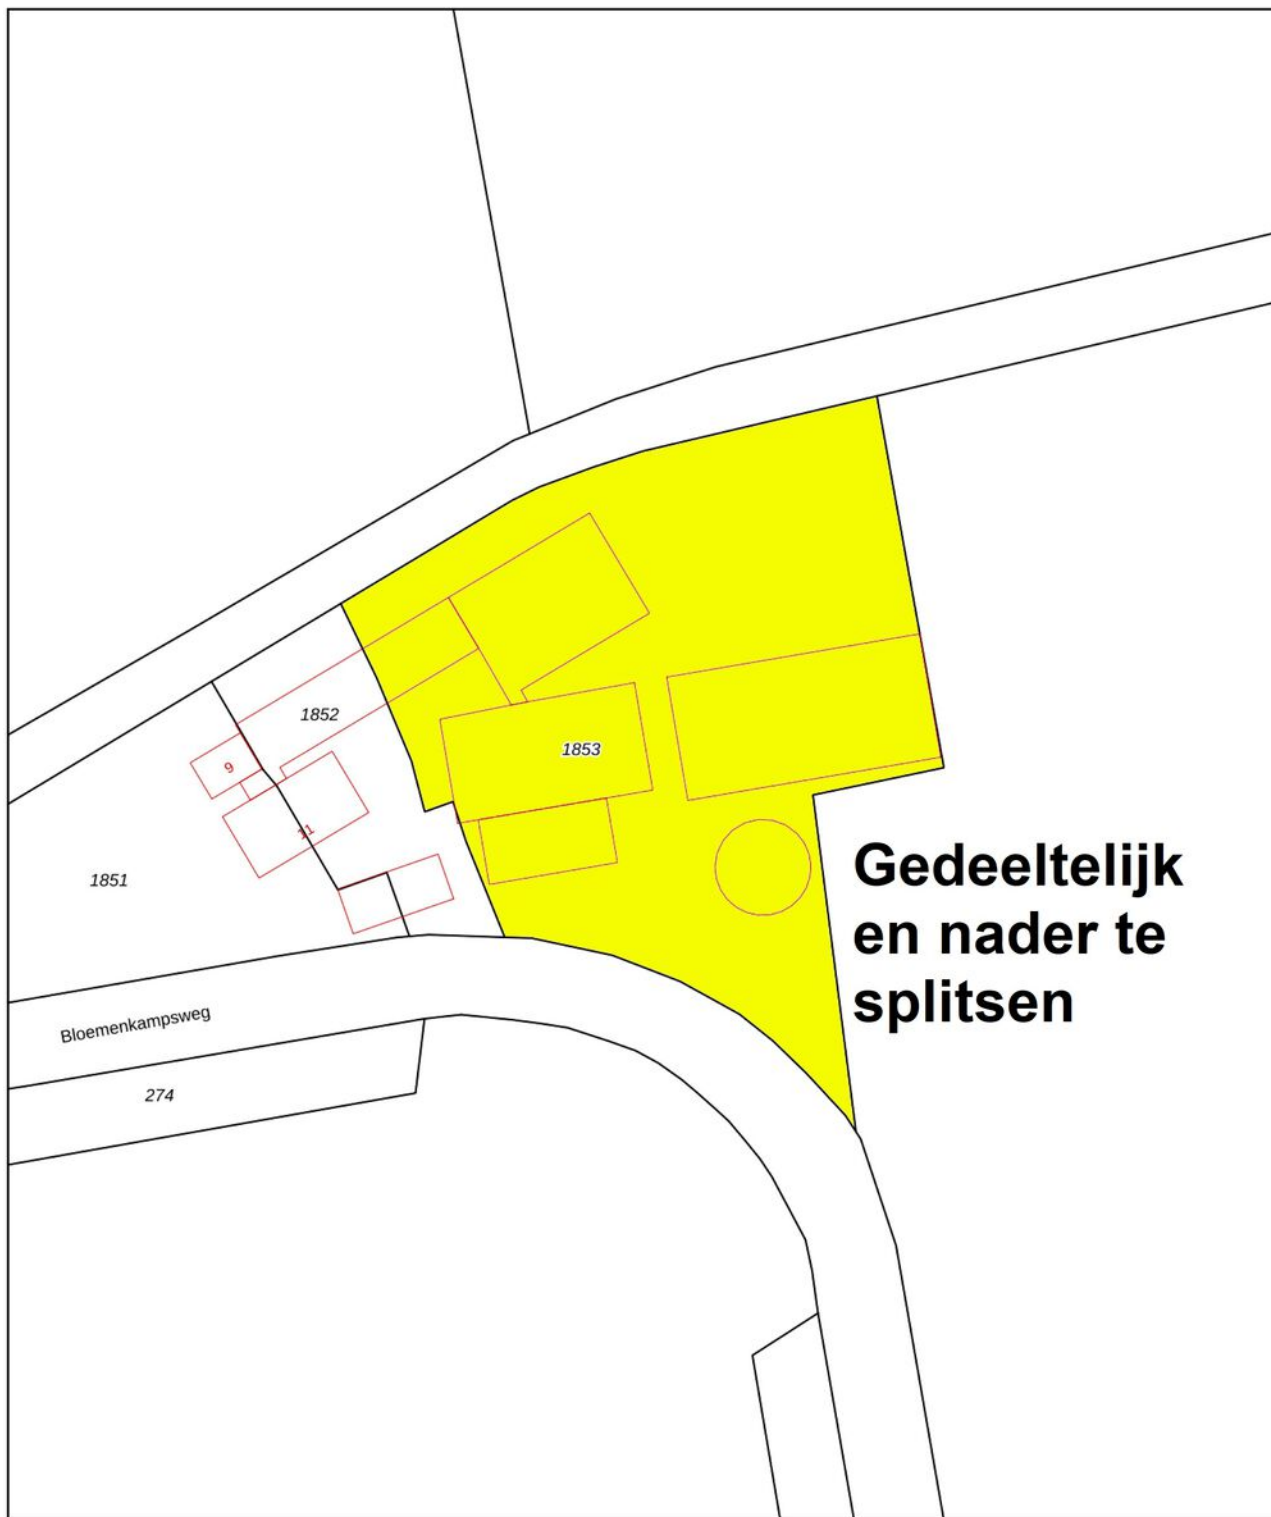 1852
1853
9
11
1851
Gedeeltelijk
en nader te
splitsen
Bloemenkampsweg
274